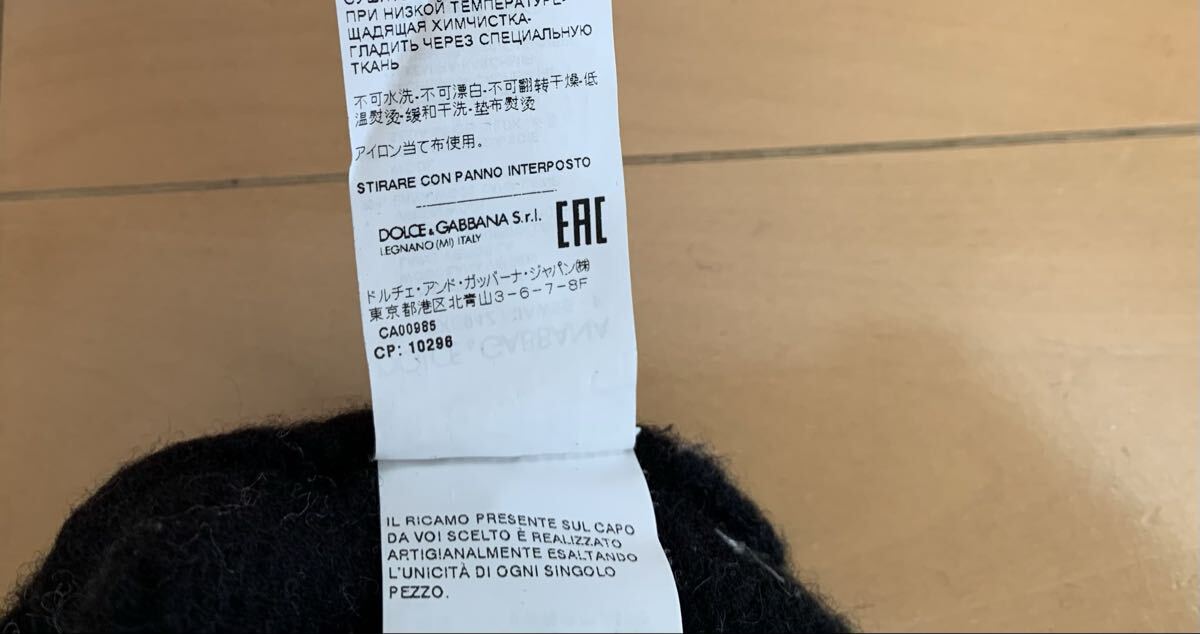 ПРИ НИЗКОЙ ТЕМПЕРАТУРЕ-
ЩАДЯЩАЯ ХИМЧИСТКА-
ГЛАДИТЬ ЧЕРЕЗ СПЕЦИАЛЬНУЮ
ТКАНЬ
不可水洗-不可漂白-不可翻转干燥-低
温熨烫-缓和干洗-垫布熨烫
アイロン当て布使用。
STIRARE CON PANNO INTERPOSTO
DOLCE & GABBANA S.r.l.
LEGNANO (MI) ITALY
EAC
ドルチェ・アンド・ガッバーナ・ジャパン㈱
東京都港区北青山3-6-7-8F
CA00985
CP: 10296
IL RICAMO PRESENTE SUL CAPO
DA VOI SCELTO È REALIZZATO
ARTIGIANALMENTE ESALTANDO
L'UNICITÀ DI OGNI SINGOLO
PEZZO.